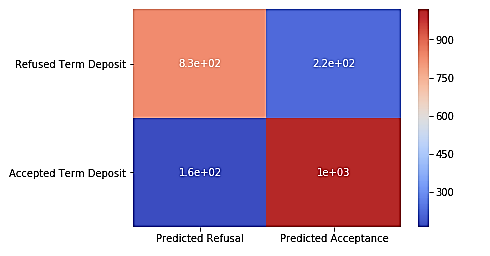 Refused Term Deposit
8.3e+02
2.2e+02
Accepted Term Deposit
1.6e+02
1e+03
Predicted Refusal
Predicted Acceptance
900
750
600
450
300